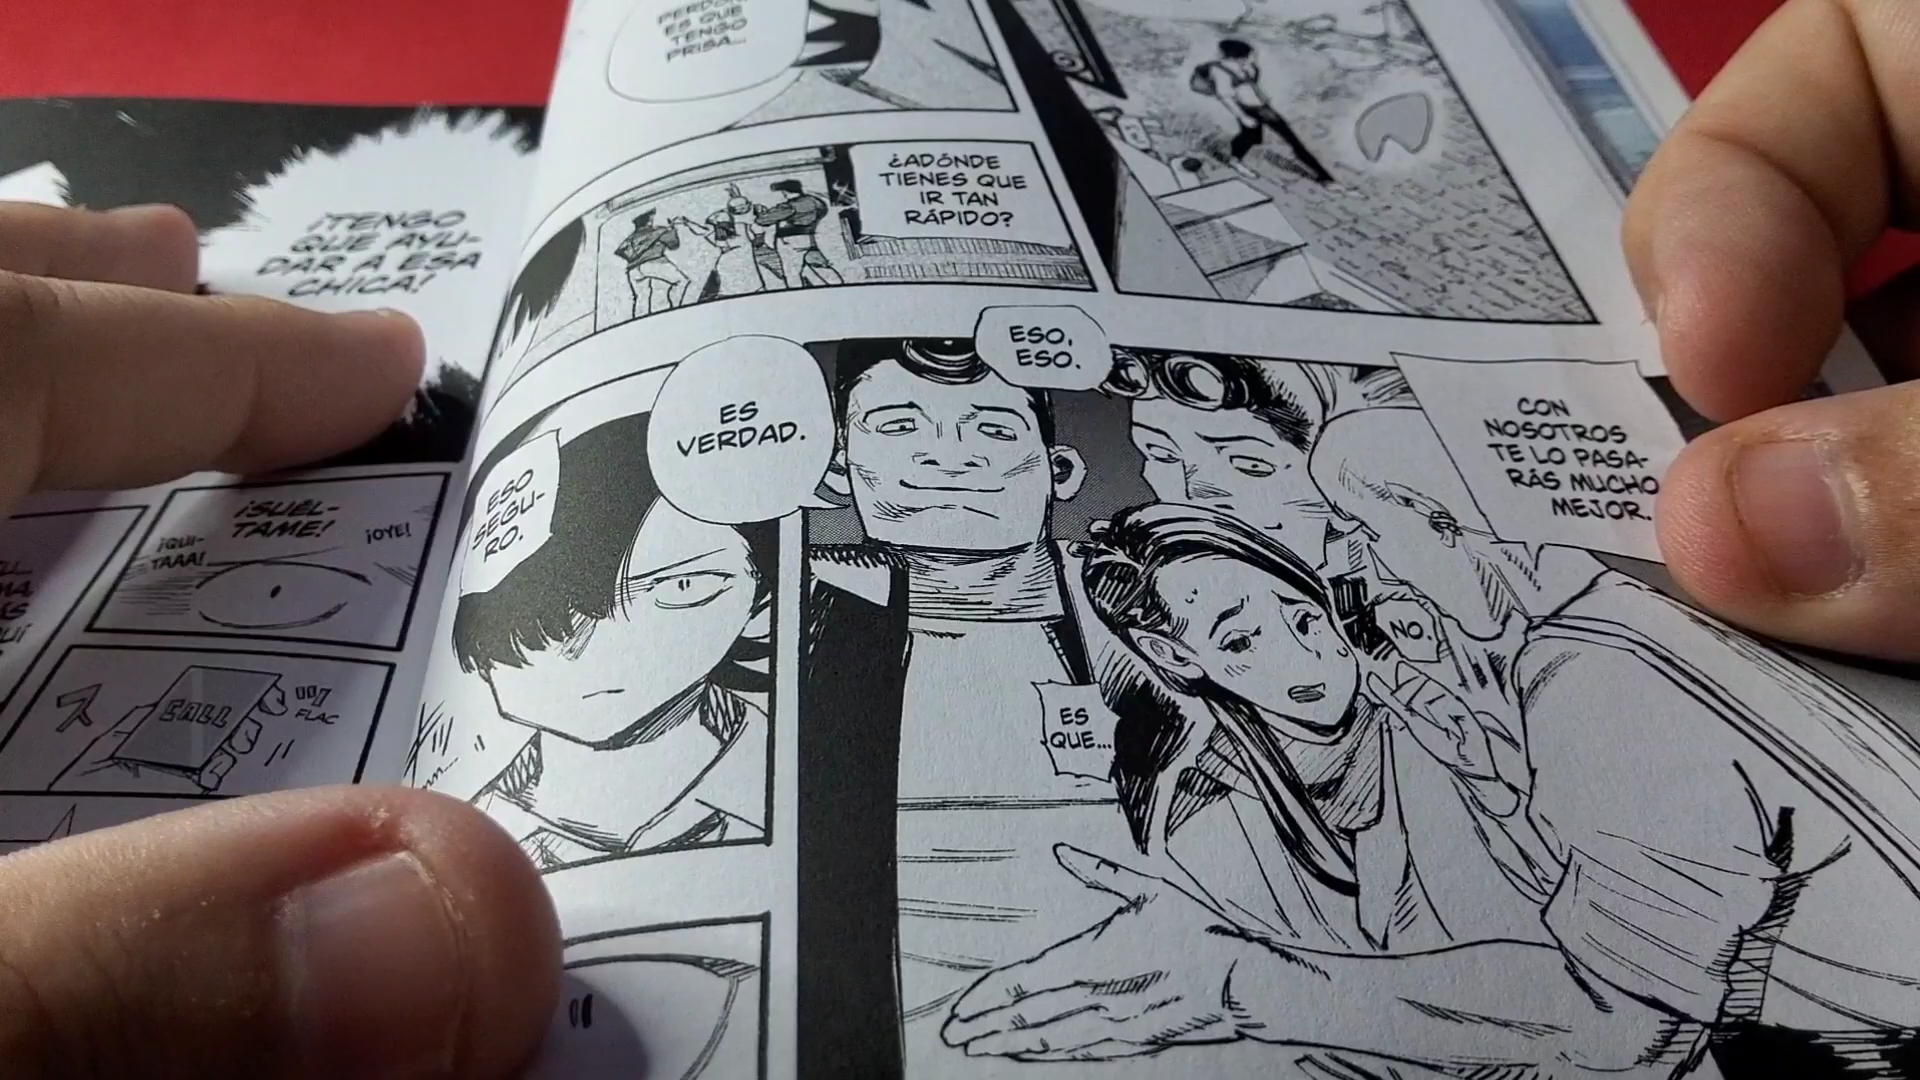 ¡TENGO
QUE AYU-
DAR A ESA
CHICA!
¡SUÉL-
TAME!
¡OYE!
¡QUI-
TAAA!
ス
CALL
ッ
FLAC
PERDÓN,
ES QUE
TENGO
PRISA...
¿ADÓNDE
TIENES QUE
IR TAN
RÁPIDO?
ESO
SEGU-
RO.
ES
VERDAD.
ESO,
ESO.
CON
NOSOTROS
TE LO PASA-
RÁS MUCHO
MEJOR.
NO.
ES
QUE...